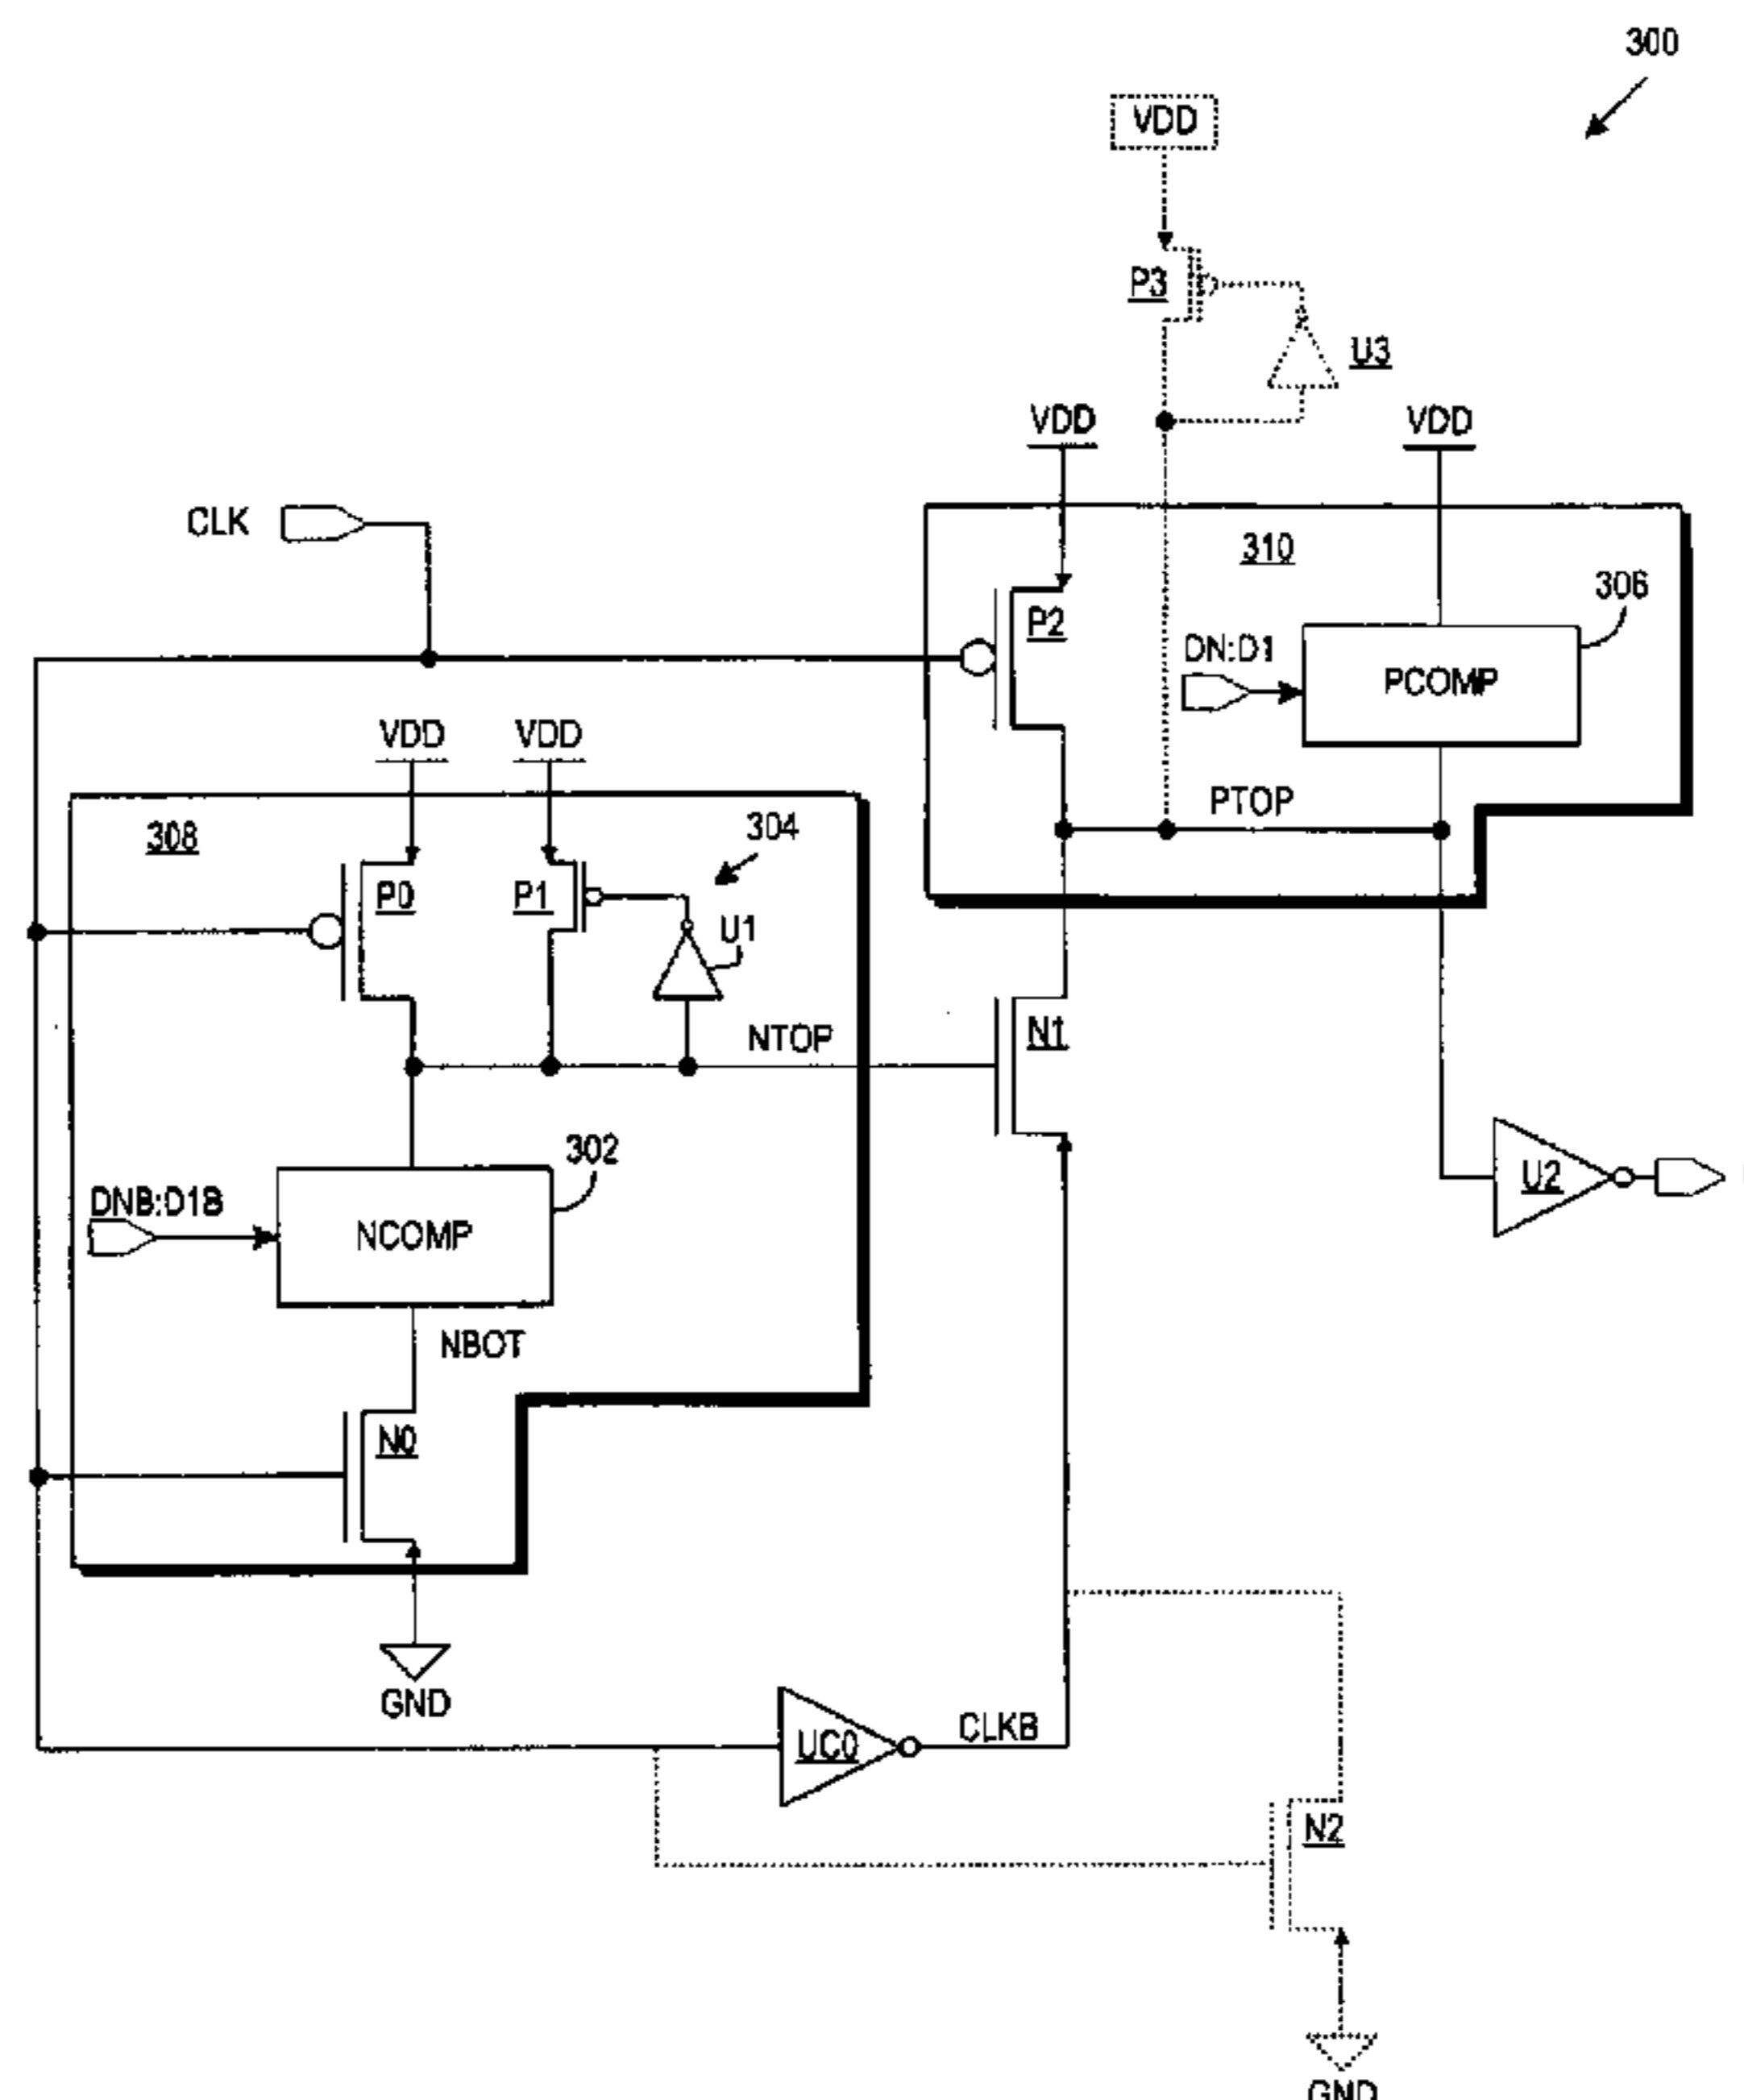 300
VDD
P3
U3
VDD
VDD
CLK
310
306
P2
DN:D1
PCOMP
VDD
VDD
PTOP
308
304
P0
P1
U1
NTOP
N1
302
DNB:D1B
NCOMP
U2
NBOT
N0
GND
CLKB
UC0
N2
GND